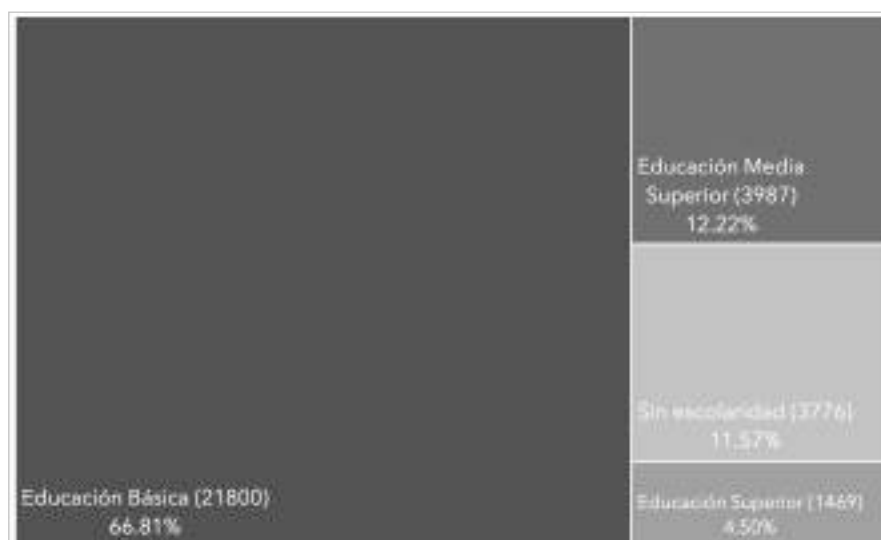 Educación Media
Superior (3987)
12.22%
Sin escolaridad (3776)
11.57%
Educación Básica (21800)
66.81%
Educación Superior (1469)
4.50%